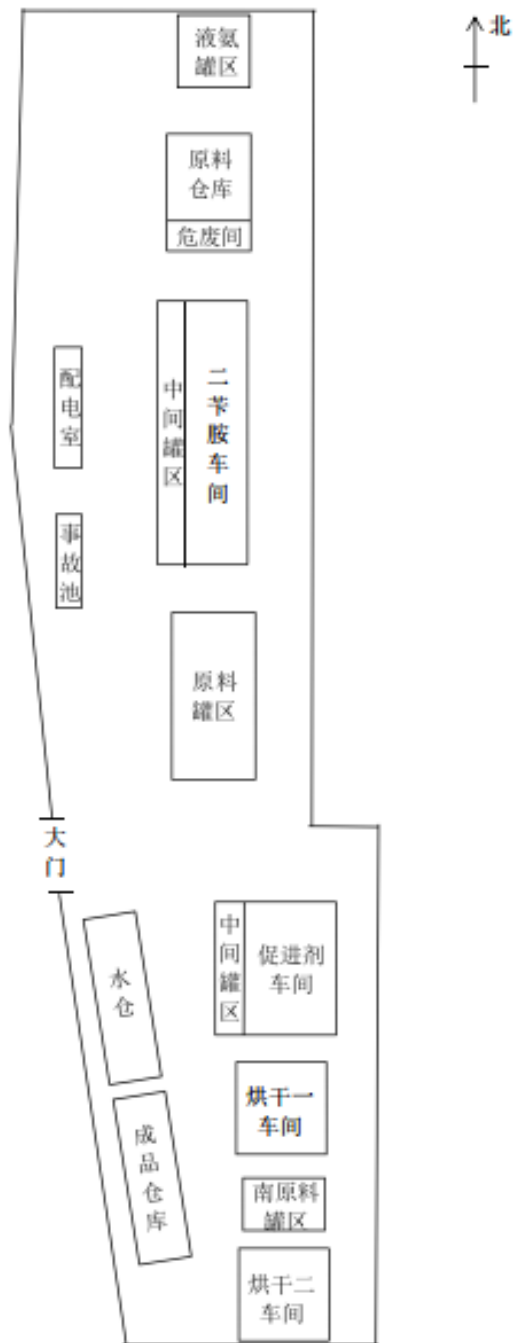 北
液氨
罐区
原料
仓库
危废间
配电室
中间罐区
二苄胺车间
事故池
原料
罐区
大门
水仓
中间罐区
促进剂
车间
烘干一
车间
成品仓库
南原料
罐区
烘干二
车间